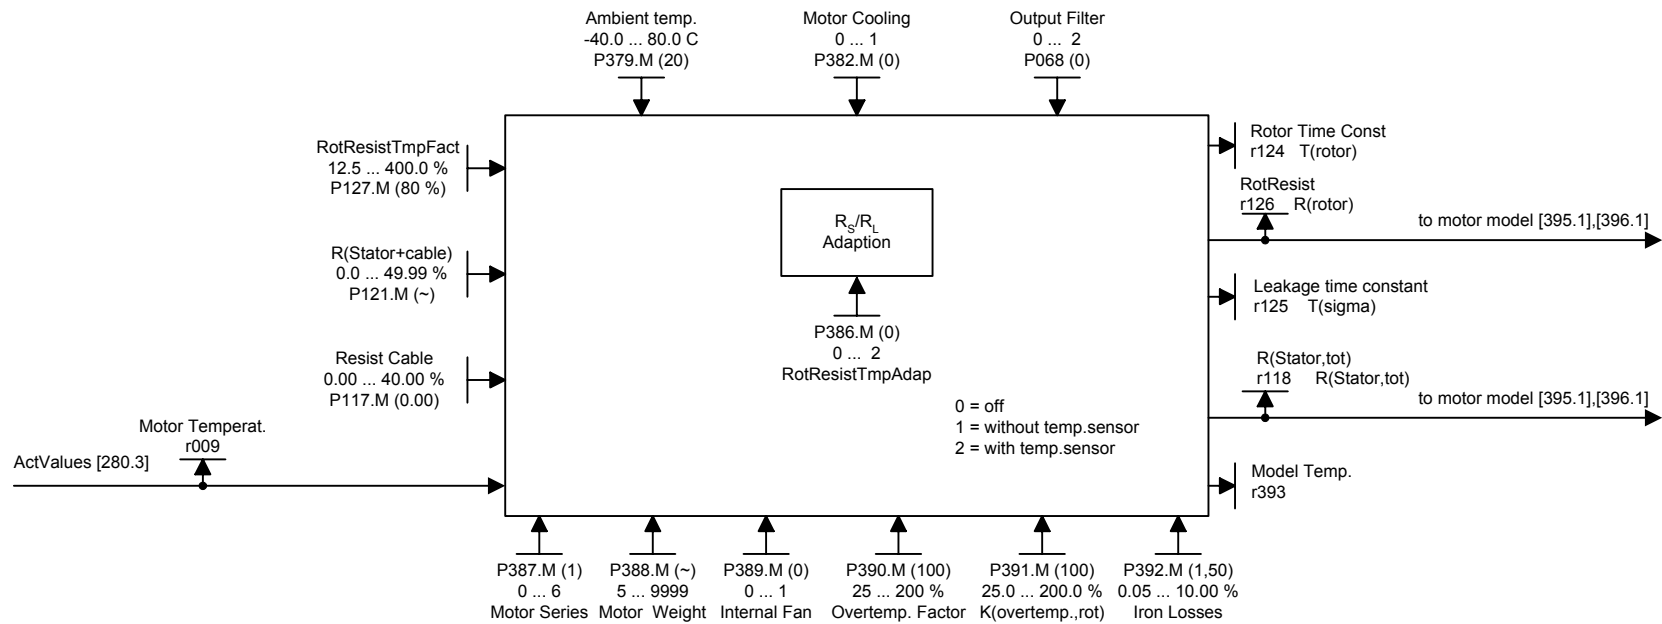 Ambient temp.
-40.0 ... 80.0 C
P379.M (20)
Motor Cooling
0 ... 1
P382.M (0)
Output Filter
0 ...  2
P068 (0)
RotResistTmpFact
12.5 ... 400.0 %
P127.M (80 %)
R(Stator+cable)
0.0 ... 49.99 %
P121.M (~)
Resist Cable
0.00 ... 40.00 %
P117.M (0.00)
Motor Temperat.
r009
ActValues [280.3]
RS/RL
Adaption
P386.M (0)
0 ...  2
RotResistTmpAdap
0 = off
1 = without temp.sensor
2 = with temp.sensor
Rotor Time Const
r124   T(rotor)
RotResist
r126    R(rotor)
to motor model [395.1],[396.1]
Leakage time constant
r125    T(sigma)
R(Stator,tot)
r118     R(Stator,tot)
to motor model [395.1],[396.1]
Model Temp.
r393
P387.M (1)
0 ... 6
Motor Series
P388.M (~)
5 ... 9999
Motor  Weight
P389.M (0)
0 ... 1
Internal Fan
P390.M (100)
25 ... 200 %
Overtemp. Factor
P391.M (100)
25.0 ... 200.0 %
K(overtemp.,rot)
P392.M (1,50)
0.05 ... 10.00 %
Iron Losses